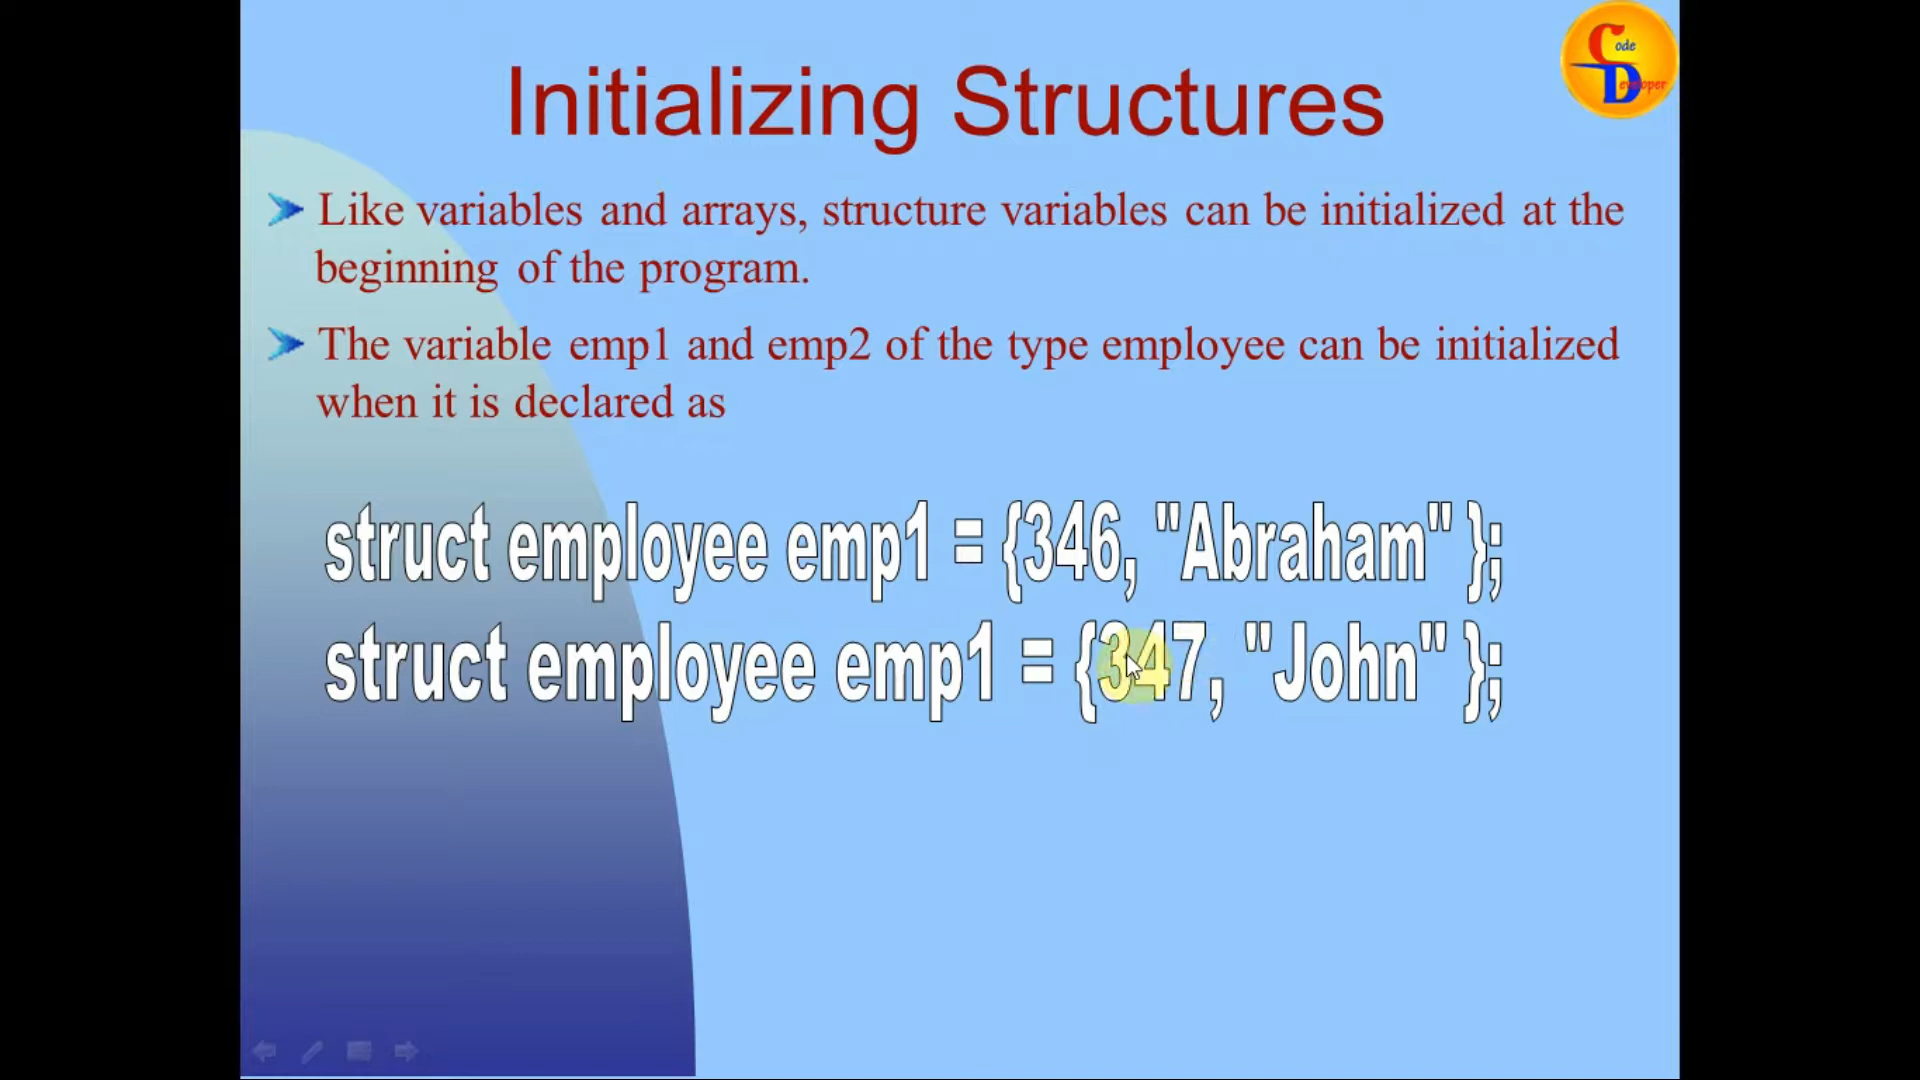 Code
Developer
Initializing Structures
Like variables and arrays, structure variables can be initialized at the
beginning of the program.
The variable emp1 and emp2 of the type employee can be initialized
when it is declared as
struct employee emp1 = {346, "Abraham" };
struct employee emp1 = {347, "John" };